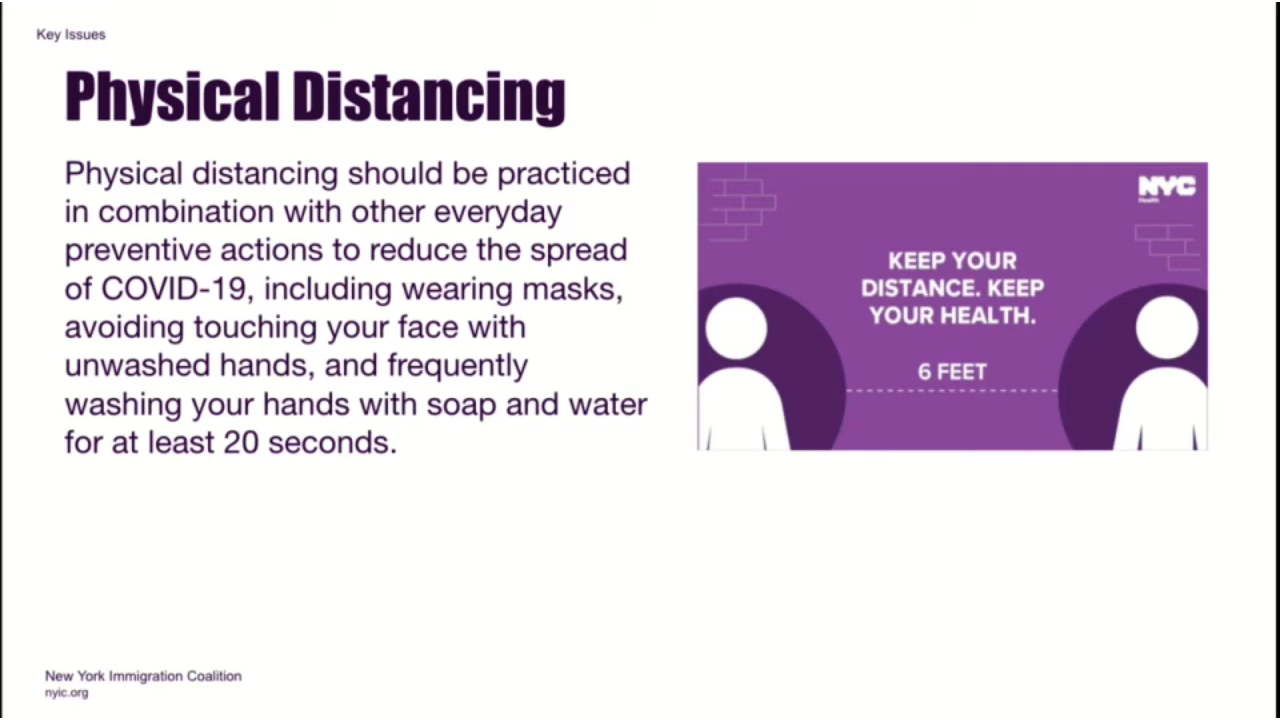 Key Issues
Physical Distancing
Physical distancing should be practiced
in combination with other everyday
preventive actions to reduce the spread
of COVID-19, including wearing masks,
avoiding touching your face with
unwashed hands, and frequently
washing your hands with soap and water
for at least 20 seconds.
NYC
Health
KEEP YOUR
DISTANCE. KEEP
YOUR HEALTH.
6 FEET
New York Immigration Coalition
nyic.org